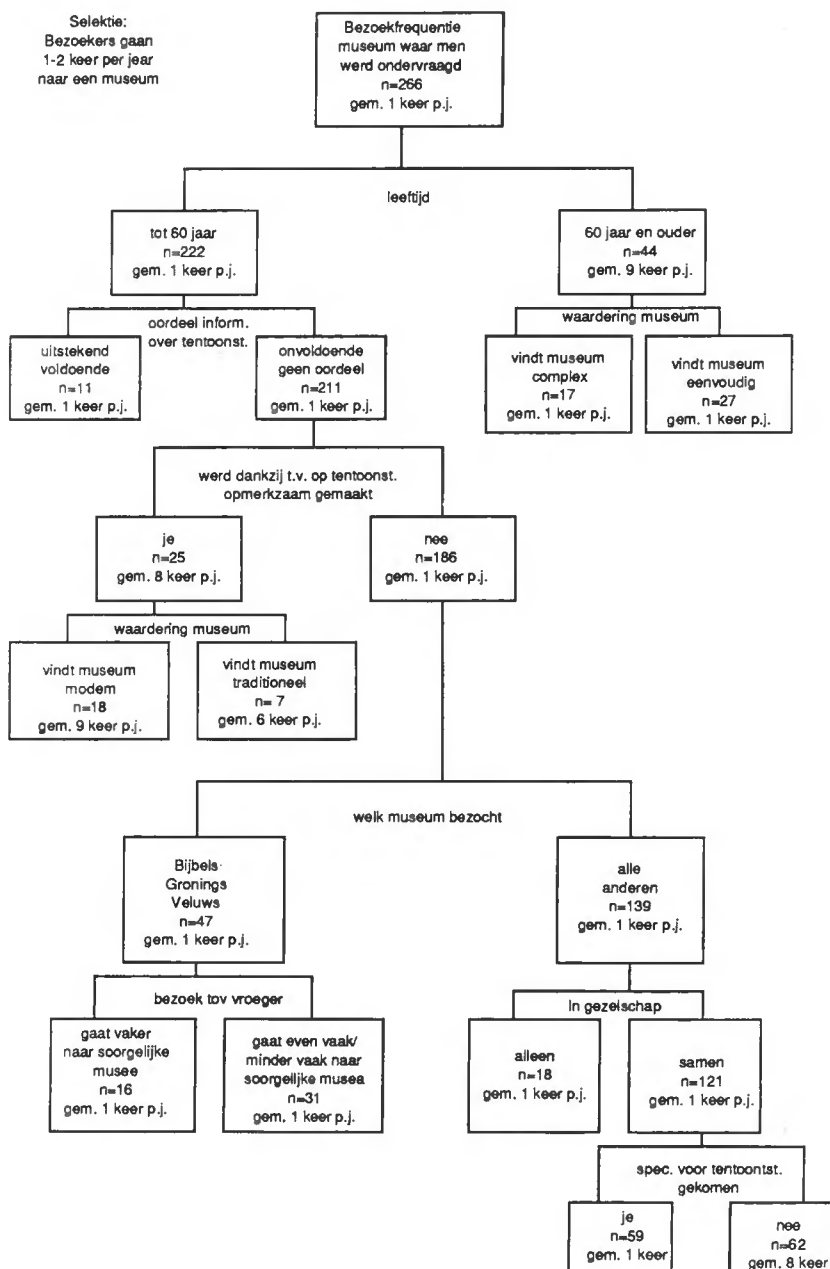 Selektie:
Bezoekers gaan
1-2 keer per jear
naar een museum
Bezoekfrequentie
museum waar men
werd ondervraagd
n=266
gem. 1 keer p.j.
leeftijd
tot 60 jaar
n=222
gem. 1 keer p.j.
60 jaar en ouder
n=44
gem. 9 keer p.j.
oordeel inform.
over tentoonst.
waardering museum
uitstekend
voldoende
n=11
gem. 1 keer p.j.
onvoldoende
geen oordeel
n=211
gem. 1 keer p.j.
vindt museum
complex
n=17
gem. 1 keer p.j.
vindt museum
eenvoudig
n=27
gem. 1 keer p.j.
werd dankzij t.v. op tentoonst.
opmerkzaam gemaakt
je
n=25
gem. 8 keer p.j.
nee
n=186
gem. 1 keer p.j.
waardering museum
vindt museum
modem
n=18
gem. 9 keer p.j.
vindt museum
traditioneel
n= 7
gem. 6 keer p.j.
welk museum bezocht
Bijbels-
Gronings
Veluws
n=47
gem. 1 keer p.j.
alle
anderen
n=139
gem. 1 keer p.j.
bezoek tov vroeger
In gezelschap
gaat vaker
naar soorgelijke
musee
n=16
gem. 1 keer p.j.
gaat even vaak/
minder vaak naar
soorgelijke musea
n=31
gem. 1 keer p.j.
alleen
n=18
gem. 1 keer p.j.
samen
n=121
gem. 1 keer p.j.
spec. voor tentoontst.
gekomen
je
n=59
gem. 1 keer
nee
n=62
gem. 8 keer